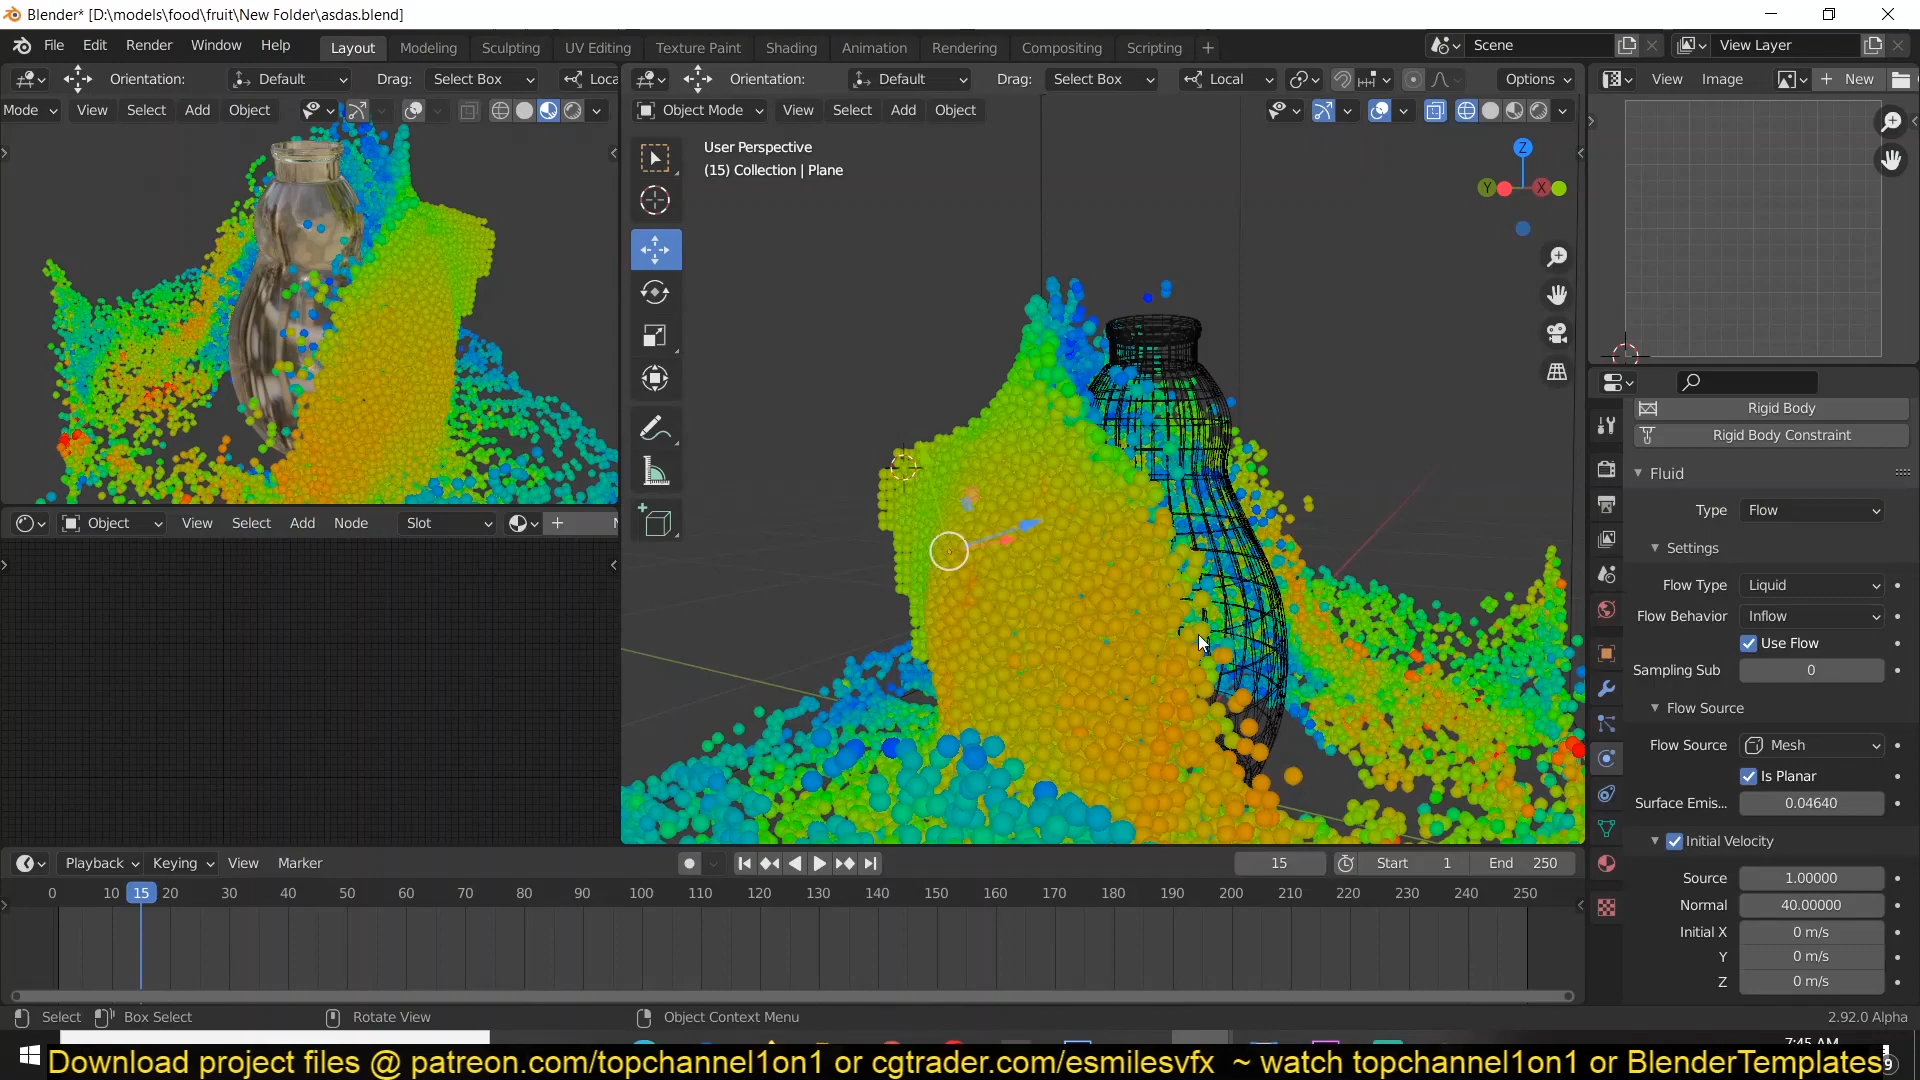 Blender* [D:\models\food\fruit\New Folder\asdas.blend]
File Edit Render Window Help Layout Modeling Sculpting UV Editing Texture Paint Shading Animation Rendering Compositing Scripting + Scene View Layer
Orientation: Default Drag: Select Box Loca Orientation: Default Drag: Select Box Local Options View Image + New
Mode View Select Add Object Object Mode View Select Add Object
User Perspective
(15) Collection | Plane
Z
Y X
Rigid Body
Rigid Body Constraint
Fluid
Type Flow
Object View Select Add Node Slot +
Settings
Flow Type Liquid
Flow Behavior Inflow
Use Flow
Sampling Sub 0
Flow Source
Flow Source Mesh
Is Planar
Surface Emis... 0.04640
Initial Velocity
Playback Keying View Marker 15 Start 1 End 250
Source 1.00000
0 10 15 20 30 40 50 60 70 80 90 100 110 120 130 140 150 160 170 180 190 200 210 220 230 240 250
Normal 40.00000
Initial X 0 m/s
Y 0 m/s
Z 0 m/s
Select Box Select Rotate View Object Context Menu 2.92.0 Alpha
7:45 AM
Download project files @ patreon.com/topchannel1on1 or cgtrader.com/esmilesvfx ~ watch topchannel1on1 or BlenderTemplates